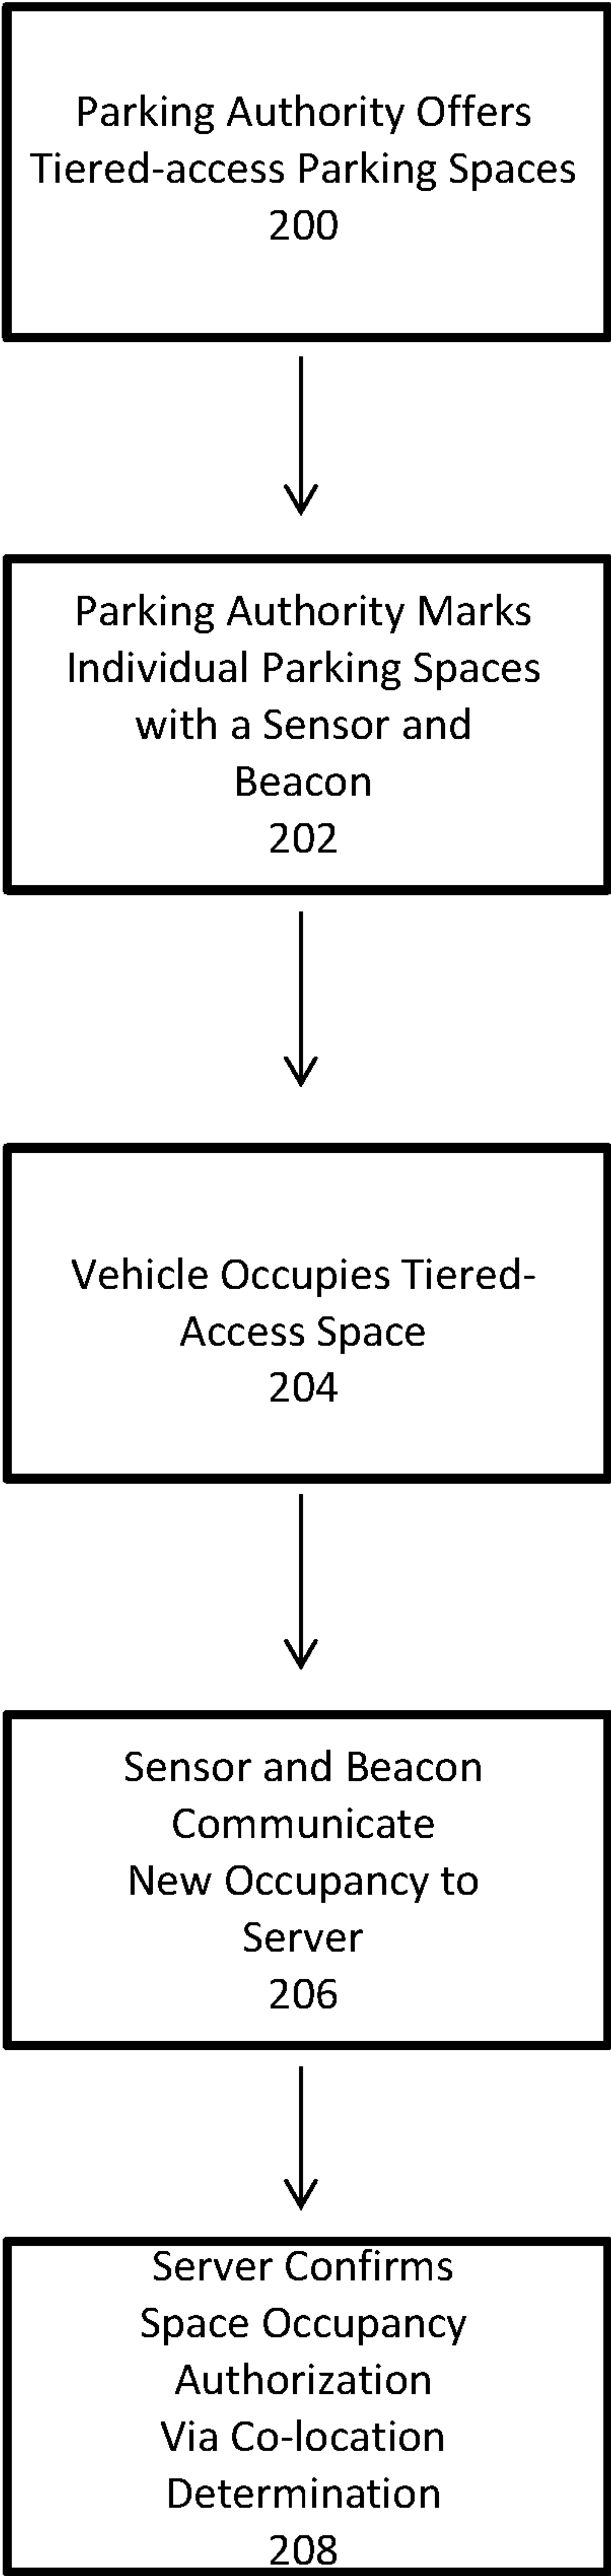 Parking Authority Offers
Tiered-access Parking Spaces
200
Parking Authority Marks
Individual Parking Spaces
with a Sensor and
Beacon
202
Vehicle Occupies Tiered-
Access Space
204
Sensor and Beacon
Communicate
New Occupancy to
Server
206
Server Confirms
Space Occupancy
Authorization
Via Co-location
Determination
208